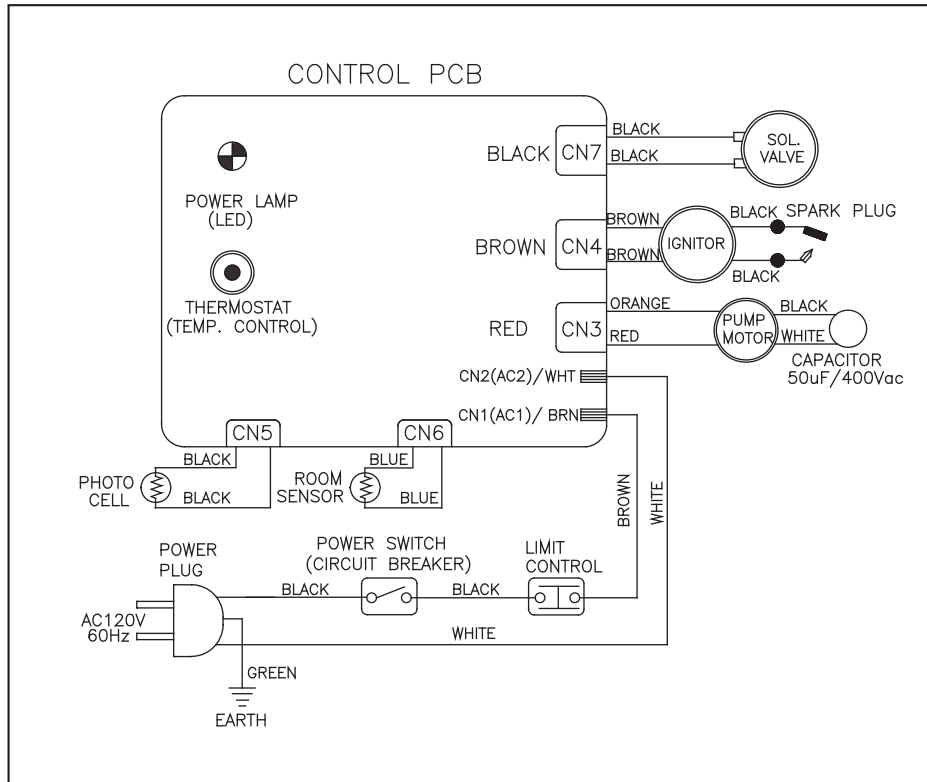 CONTROL PCB
BLACK
CN7
BLACK
BLACK
SOL.
VALVE
POWER LAMP
(LED)
BROWN
CN4
BROWN
BROWN
IGNITOR
BLACK
SPARK PLUG
BLACK
THERMOSTAT
(TEMP. CONTROL)
RED
CN3
ORANGE
RED
PUMP
MOTOR
BLACK
WHITE
CAPACITOR
50uF/400Vac
CN2(AC2)/WHT
CN1(AC1)/ BRN
CN5
CN6
PHOTO
CELL
BLACK
BLACK
ROOM
SENSOR
BLUE
BLUE
BROWN
WHITE
POWER
PLUG
POWER SWITCH
(CIRCUIT BREAKER)
LIMIT
CONTROL
BLACK
BLACK
AC120V
60Hz
WHITE
GREEN
EARTH